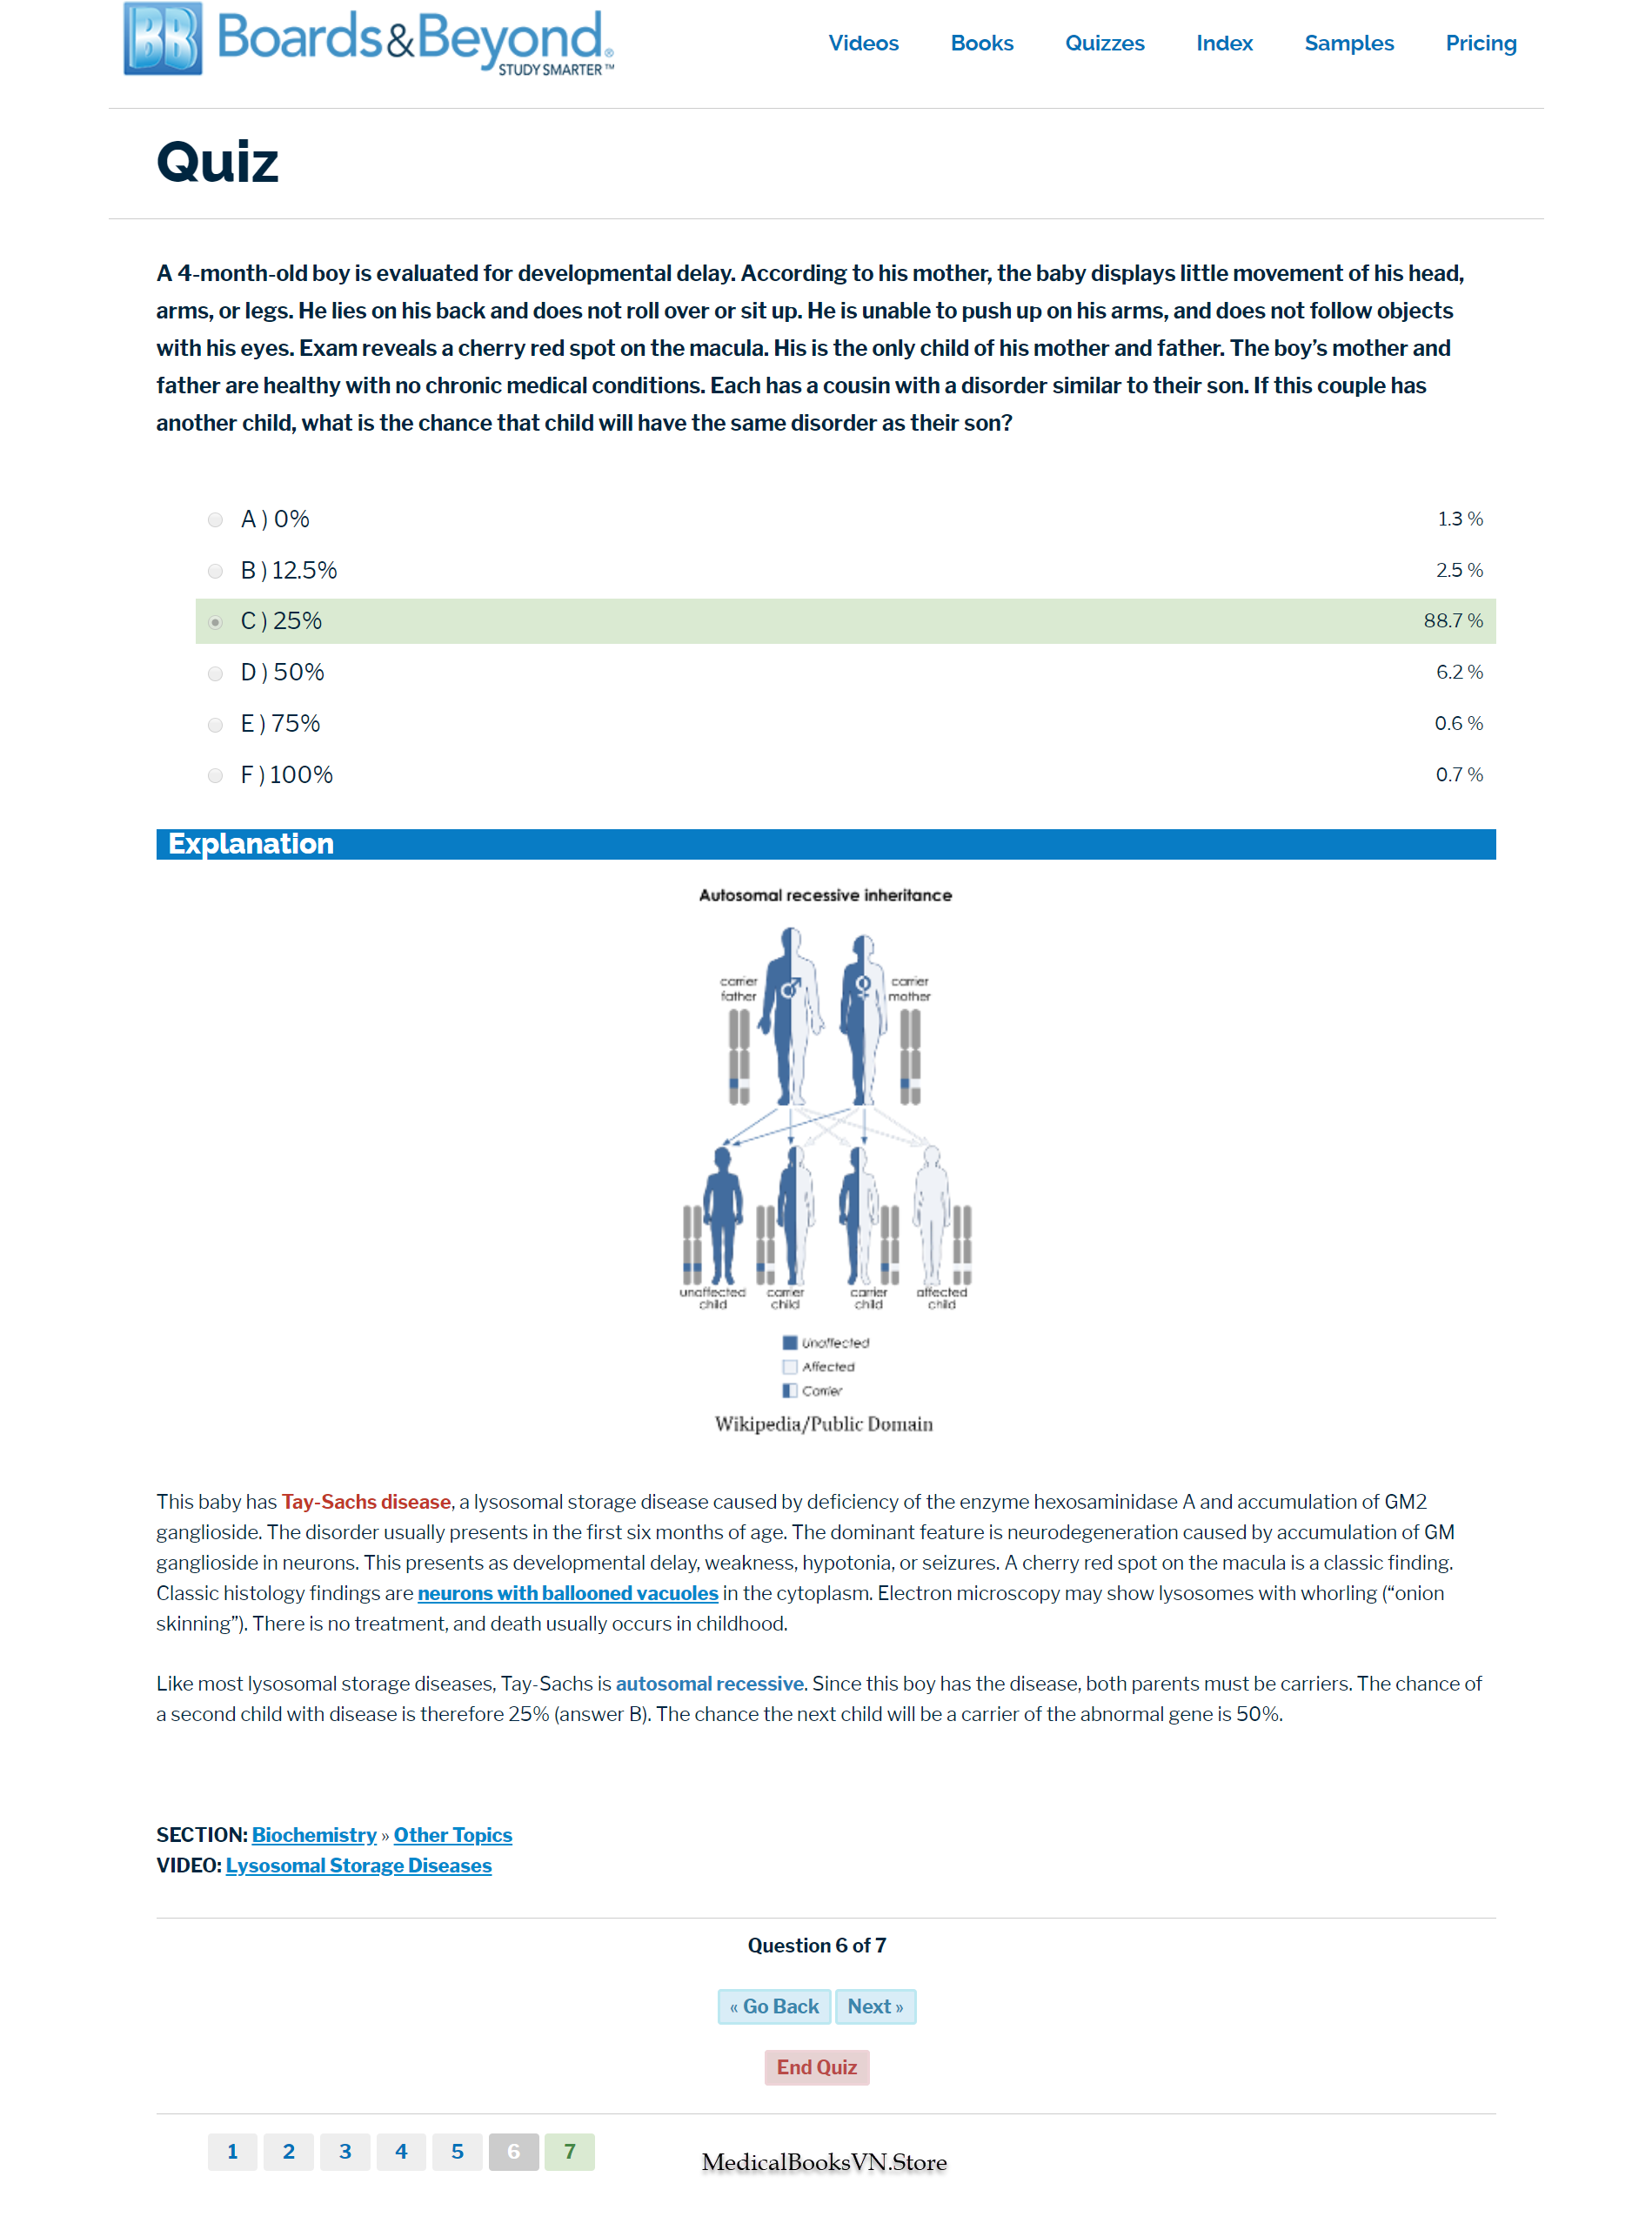 BB Boards&Beyond®
STUDY SMARTER™
Videos Books Quizzes Index Samples Pricing
Quiz
A 4-month-old boy is evaluated for developmental delay. According to his mother, the baby displays little movement of his head,
arms, or legs. He lies on his back and does not roll over or sit up. He is unable to push up on his arms, and does not follow objects
with his eyes. Exam reveals a cherry red spot on the macula. His is the only child of his mother and father. The boy’s mother and
father are healthy with no chronic medical conditions. Each has a cousin with a disorder similar to their son. If this couple has
another child, what is the chance that child will have the same disorder as their son?
A ) 0% 1.3 %
B ) 12.5% 2.5 %
C ) 25% 88.7 %
D ) 50% 6.2 %
E ) 75% 0.6 %
F ) 100% 0.7 %
Explanation
Autosomal recessive inheritance
carrier father
carrier mother
unaffected child
carrier child
carrier child
affected child
Unaffected
Affected
Carrier
Wikipedia/Public Domain
This baby has Tay-Sachs disease, a lysosomal storage disease caused by deficiency of the enzyme hexosaminidase A and accumulation of GM2
ganglioside. The disorder usually presents in the first six months of age. The dominant feature is neurodegeneration caused by accumulation of GM
ganglioside in neurons. This presents as developmental delay, weakness, hypotonia, or seizures. A cherry red spot on the macula is a classic finding.
Classic histology findings are neurons with ballooned vacuoles in the cytoplasm. Electron microscopy may show lysosomes with whorling (“onion
skinning”). There is no treatment, and death usually occurs in childhood.
Like most lysosomal storage diseases, Tay-Sachs is autosomal recessive. Since this boy has the disease, both parents must be carriers. The chance of
a second child with disease is therefore 25% (answer B). The chance the next child will be a carrier of the abnormal gene is 50%.
SECTION: Biochemistry » Other Topics
VIDEO: Lysosomal Storage Diseases
Question 6 of 7
« Go Back Next »
End Quiz
1 2 3 4 5 6 7
MedicalBooksVN.Store